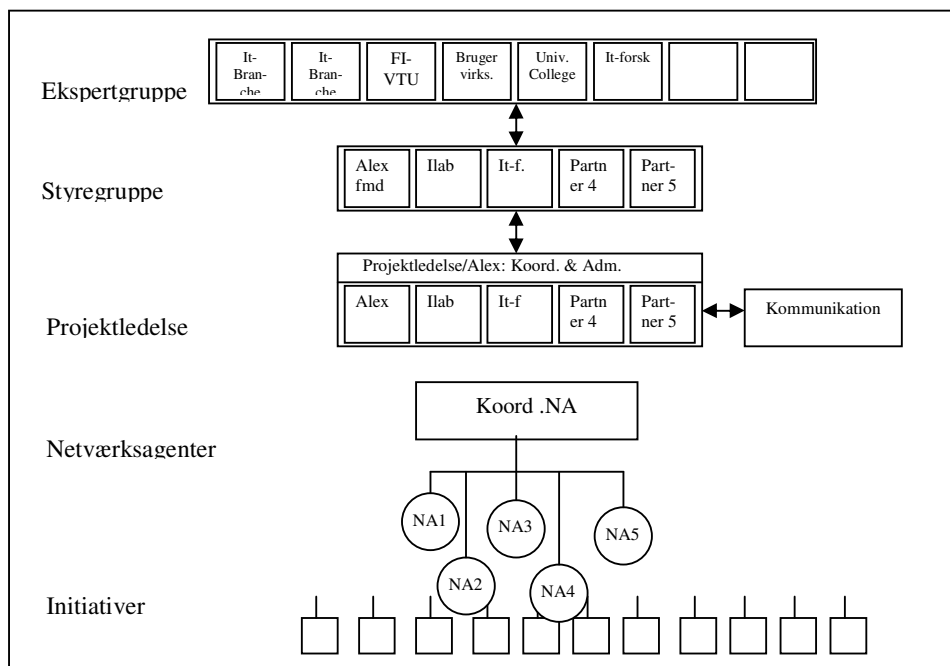 Ekspertgruppe
It-
Bran-
che
It-
Bran-
che
FI-
VTU
Bruger
virks.
Univ.
College
It-forsk
Styregruppe
Alex
fmd
Ilab
It-f.
Partn
er 4
Part-
ner 5
Projektledelse/Alex: Koord. & Adm.
Projektledelse
Alex
Ilab
It-f
Partn
er 4
Part-
ner 5
Kommunikation
Koord .NA
Netværksagenter
NA1
NA3
NA5
NA2
NA4
Initiativer